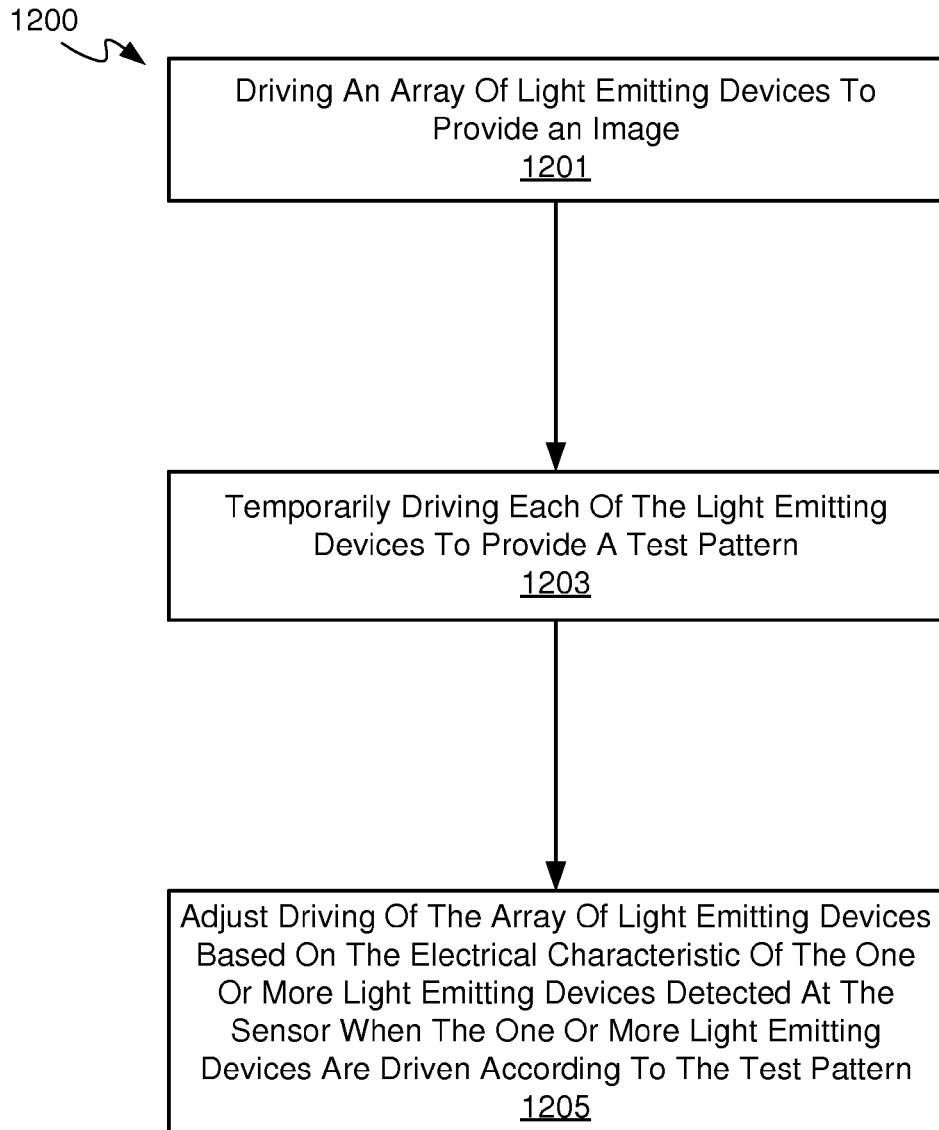 1200
Driving An Array Of Light Emitting Devices To
Provide an Image
1201
Temporarily Driving Each Of The Light Emitting
Devices To Provide A Test Pattern
1203
Adjust Driving Of The Array Of Light Emitting Devices
Based On The Electrical Characteristic Of The One
Or More Light Emitting Devices Detected At The
Sensor When The One Or More Light Emitting
Devices Are Driven According To The Test Pattern
1205